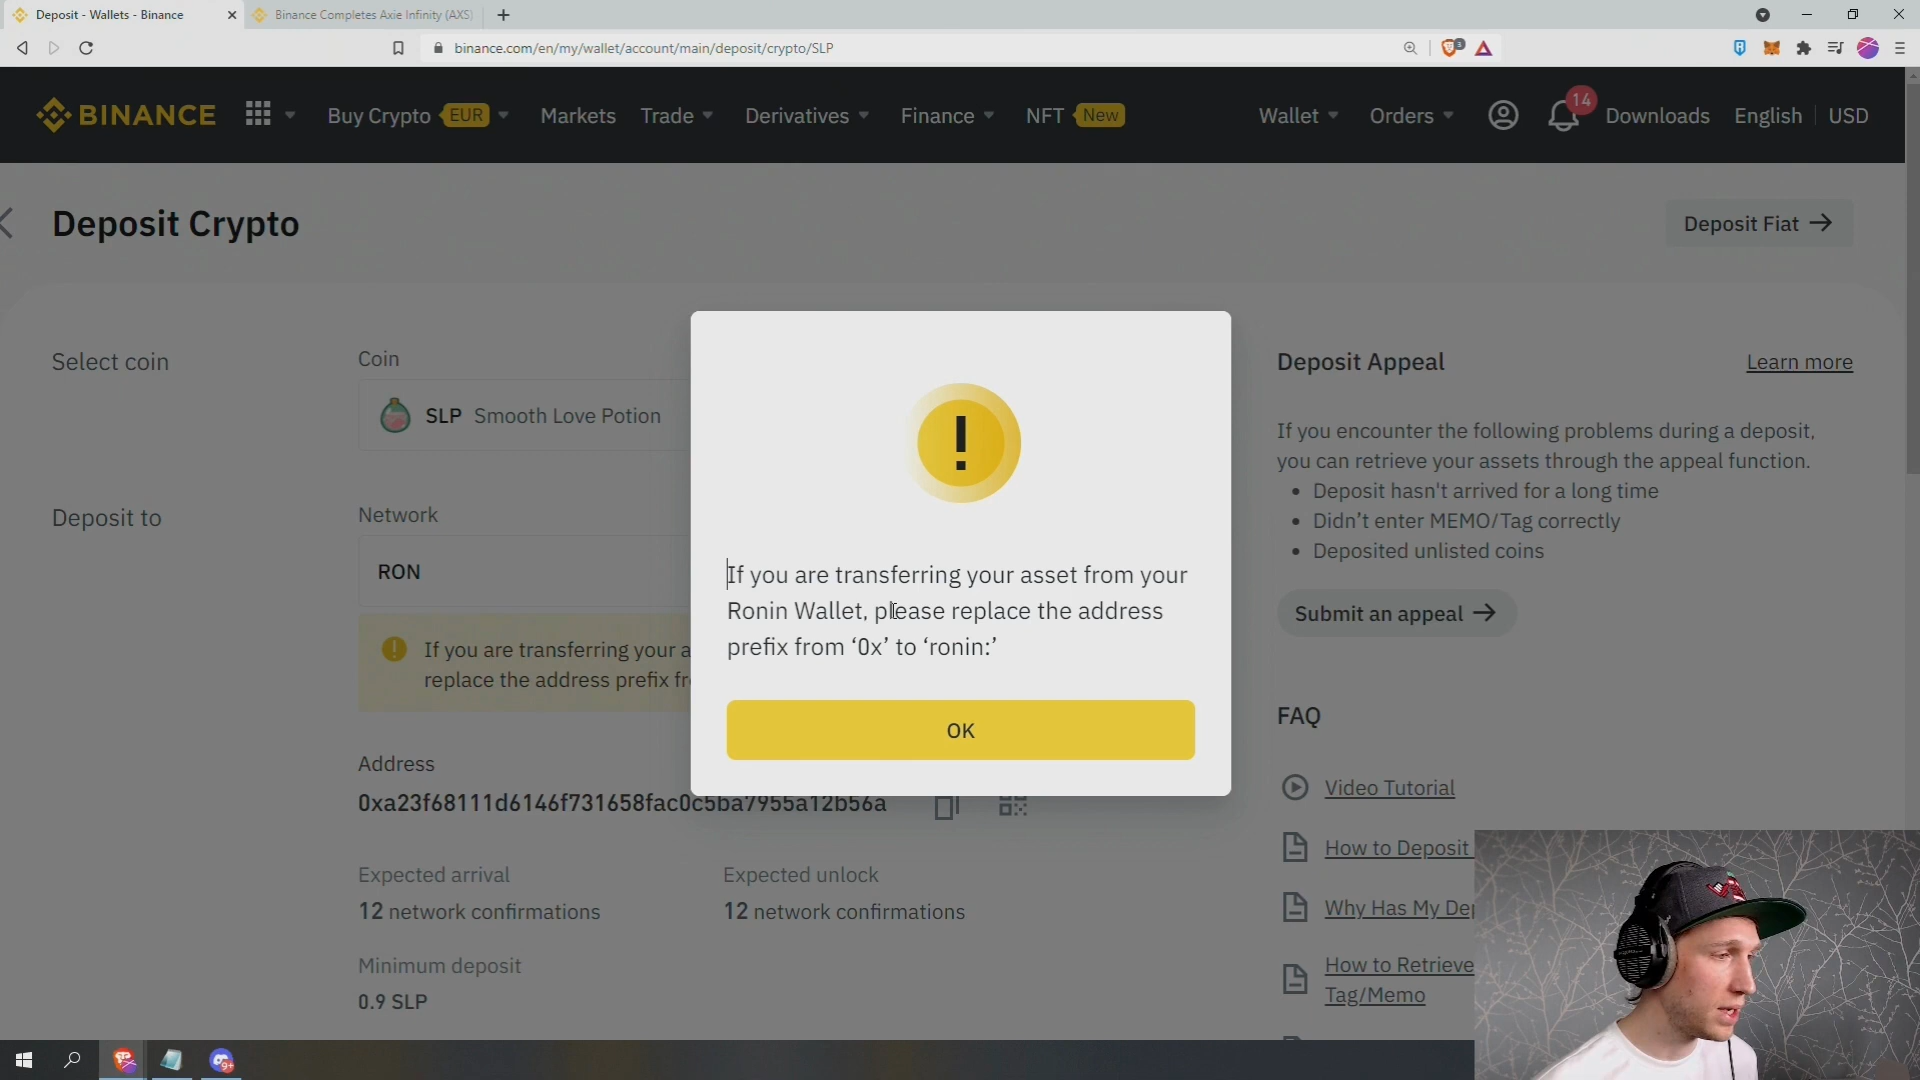 Deposit - Wallets - Binance
Binance Completes Axie Infinity (AXS)
binance.com/en/my/wallet/account/main/deposit/crypto/SLP
3
BINANCE
Buy Crypto EUR
Markets
Trade
Derivatives
Finance
NFT New
Wallet
Orders
14
Downloads
English
USD
Deposit Crypto
Deposit Fiat
Select coin
Coin
SLP Smooth Love Potion
Deposit to
Network
RON
If you are transferring your a
replace the address prefix fr
Address
0xa23f68111d6146f731658fac0c5ba7955a12b56a
Expected arrival
12 network confirmations
Expected unlock
12 network confirmations
Minimum deposit
0.9 SLP
!
If you are transferring your asset from your
Ronin Wallet, please replace the address
prefix from ‘0x’ to ‘ronin:’
OK
Deposit Appeal
Learn more
If you encounter the following problems during a deposit,
you can retrieve your assets through the appeal function.
• Deposit hasn't arrived for a long time
• Didn’t enter MEMO/Tag correctly
• Deposited unlisted coins
Submit an appeal
FAQ
Video Tutorial
How to Deposit
Why Has My De
How to Retrieve
Tag/Memo
9+